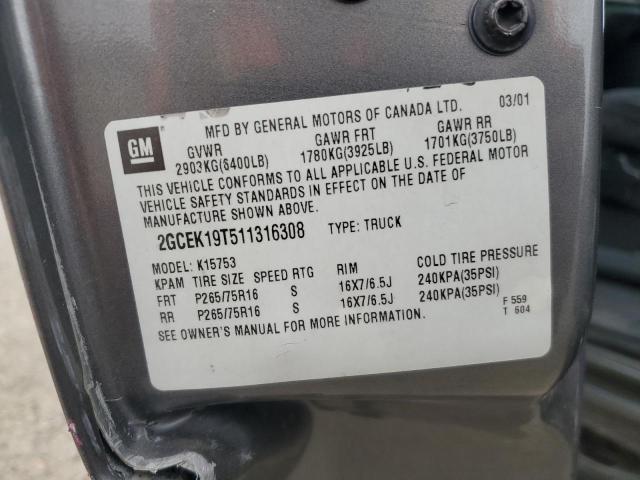 MFD BY GENERAL MOTORS OF CANADA LTD. 03/01
GM
GVWR GAWR FRT GAWR RR
2903KG(6400LB) 1780KG(3925LB) 1701KG(3750LB)
THIS VEHICLE CONFORMS TO ALL APPLICABLE U.S. FEDERAL MOTOR
VEHICLE SAFETY STANDARDS IN EFFECT ON THE DATE OF
MANUFACTURE SHOWN ABOVE.
2GCEK19T511316308 TYPE: TRUCK
MODEL: K15753
KPAM TIRE SIZE SPEED RTG RIM COLD TIRE PRESSURE
FRT P265/75R16 S 16X7/6.5J 240KPA(35PSI)
RR P265/75R16 S 16X7/6.5J 240KPA(35PSI)
SEE OWNER'S MANUAL FOR MORE INFORMATION.
F 559
T 604